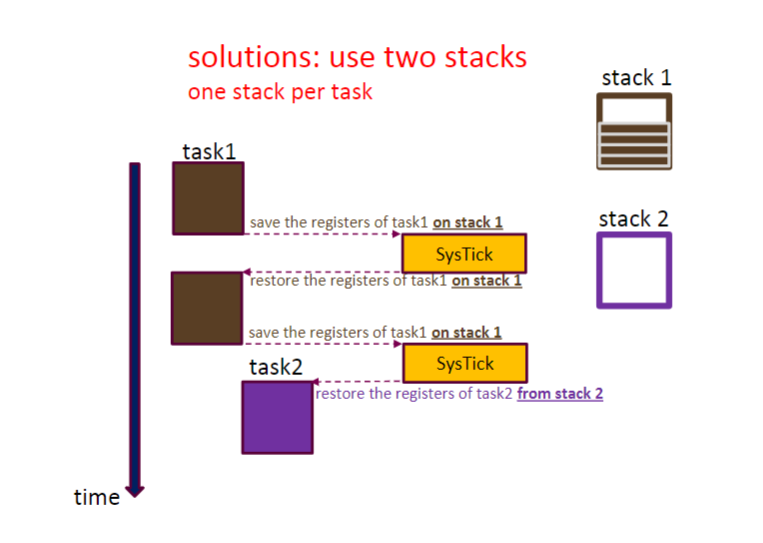 solutions: use two stacks
one stack per task
stack 1
task1
save the registers of task1 on stack 1
stack 2
SysTick
restore the registers of task1 on stack 1
save the registers of task1 on stack 1
SysTick
task2
restore the registers of task2 from stack 2
time